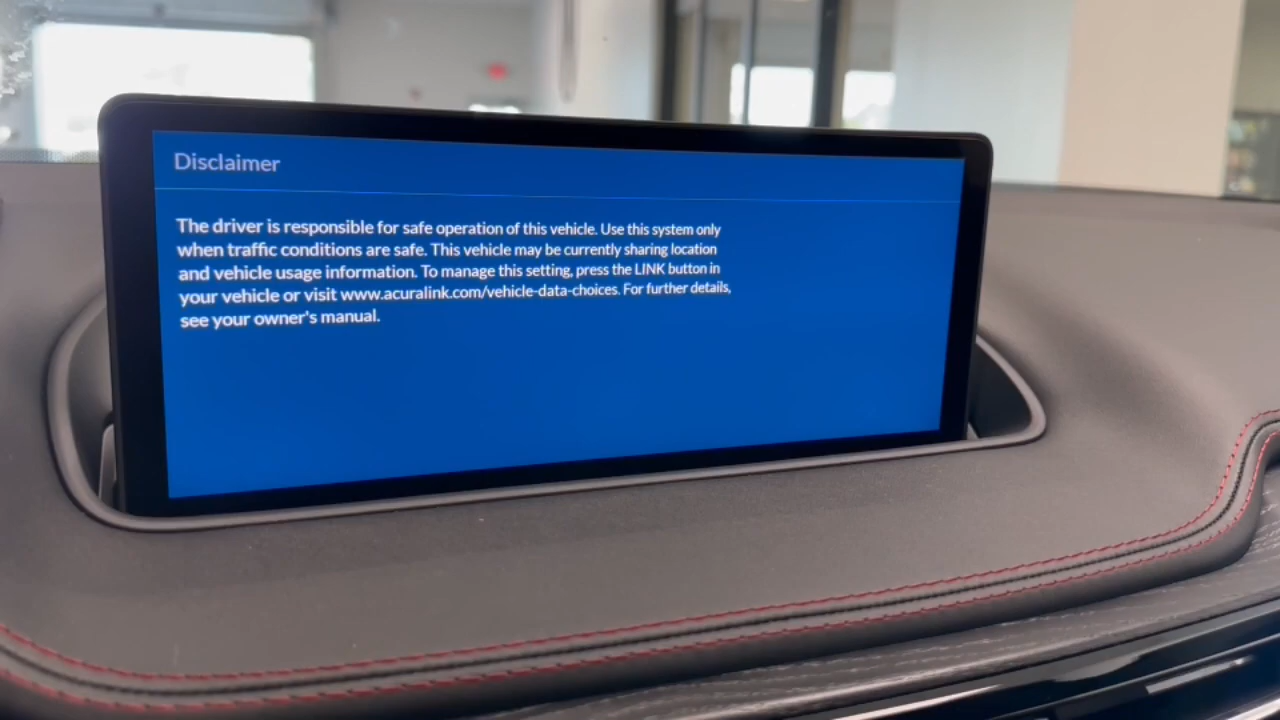 Disclaimer
The driver is responsible for safe operation of this vehicle. Use this system only
when traffic conditions are safe. This vehicle may be currently sharing location
and vehicle usage information. To manage this setting, press the LINK button in
your vehicle or visit www.acuralink.com/vehicle-data-choices. For further details,
see your owner's manual.